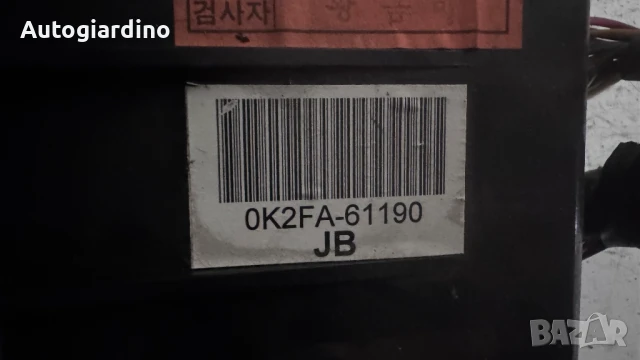 Autogiardino
검사자
0K2FA-61190
JB
BAZAR